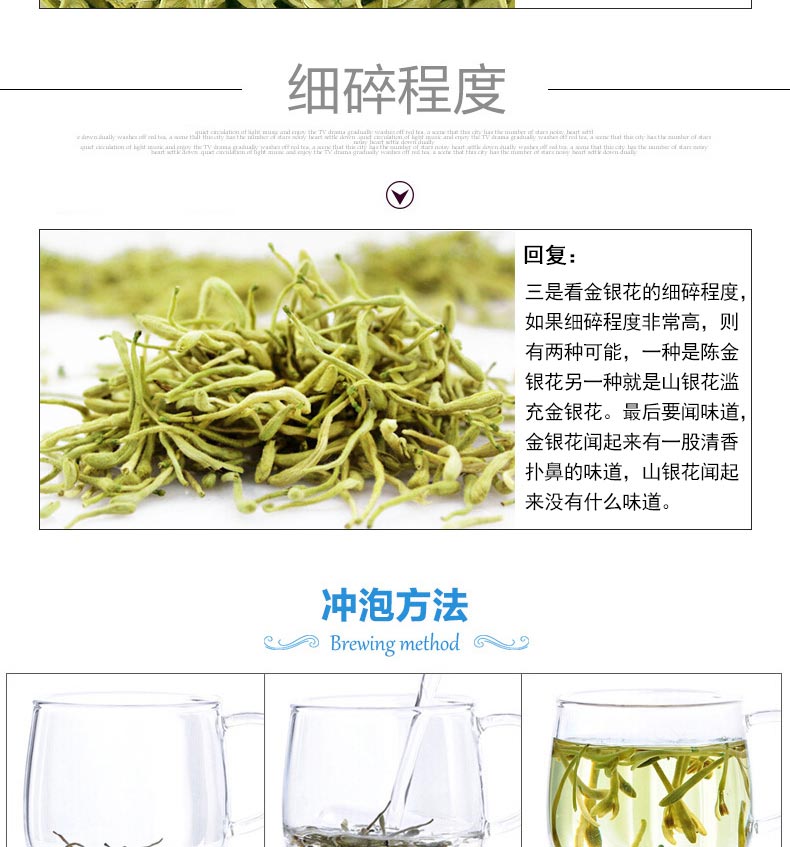 细碎程度
quiet circulation of light music and enjoy the TV drama gradually washes off red tea, a scene that this city has the number of stars noisy heart settl
e down dually washes off red tea, a scene that this city has the number of stars noisy heart settle down .quiet circulation of light music and enjoy the TV drama gradually washes off red tea, a scene that this city has the number of stars
noisy heart settle down dually
quiet circulation of light music and enjoy the TV drama gradually washes off red tea, a scene that this city has the number of stars noisy heart settle down dually washes off red tea, a scene that this city has the number of stars noisy
heart settle down .quiet circulation of light music and enjoy the TV drama gradually washes off red tea, a scene that this city has the number of stars noisy heart settle down dually
回复：
三是看金银花的细碎程度，
如果细碎程度非常高，则
有两种可能，一种是陈金
银花另一种就是山银花滥
充金银花。最后要闻味道，
金银花闻起来有一股清香
扑鼻的味道，山银花闻起
来没有什么味道。
冲泡方法
Brewing method